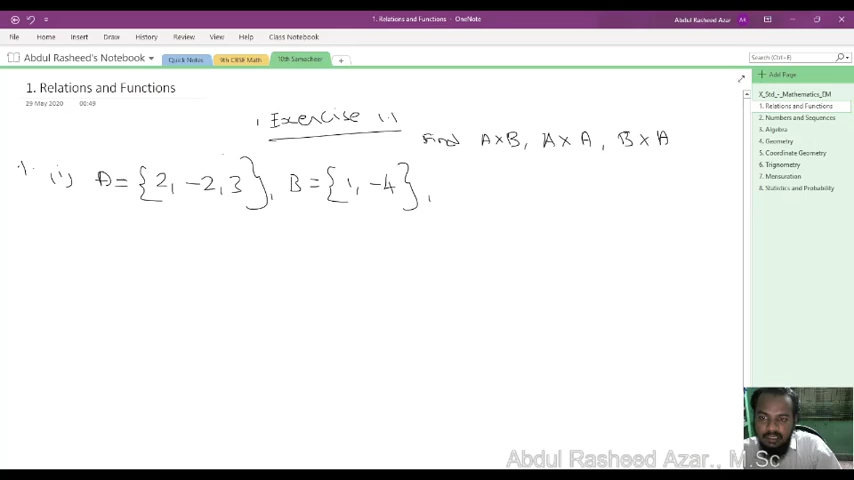 1. Relations and Functions - OneNote
Abdul Rasheed Azar AR
File Home Insert Draw History Review View Help Class Notebook
Abdul Rasheed's Notebook Quick Notes 9th CBSE Math 10th Samacheer
Search (Ctrl+E)
Add Page
1. Relations and Functions
29 May 2020 00:49
X_Std_-_Mathematics_EM
1. Relations and Functions
2. Numbers and Sequences
3. Algebra
4. Geometry
5. Coordinate Geometry
6. Trigonometry
7. Mensuration
8. Statistics and Probability
Exercise 1.1
Find A×B, A×A, B×A
1. (i) A = {2, -2, 3}, B = {1, -4},
Abdul Rasheed Azar., M.Sc